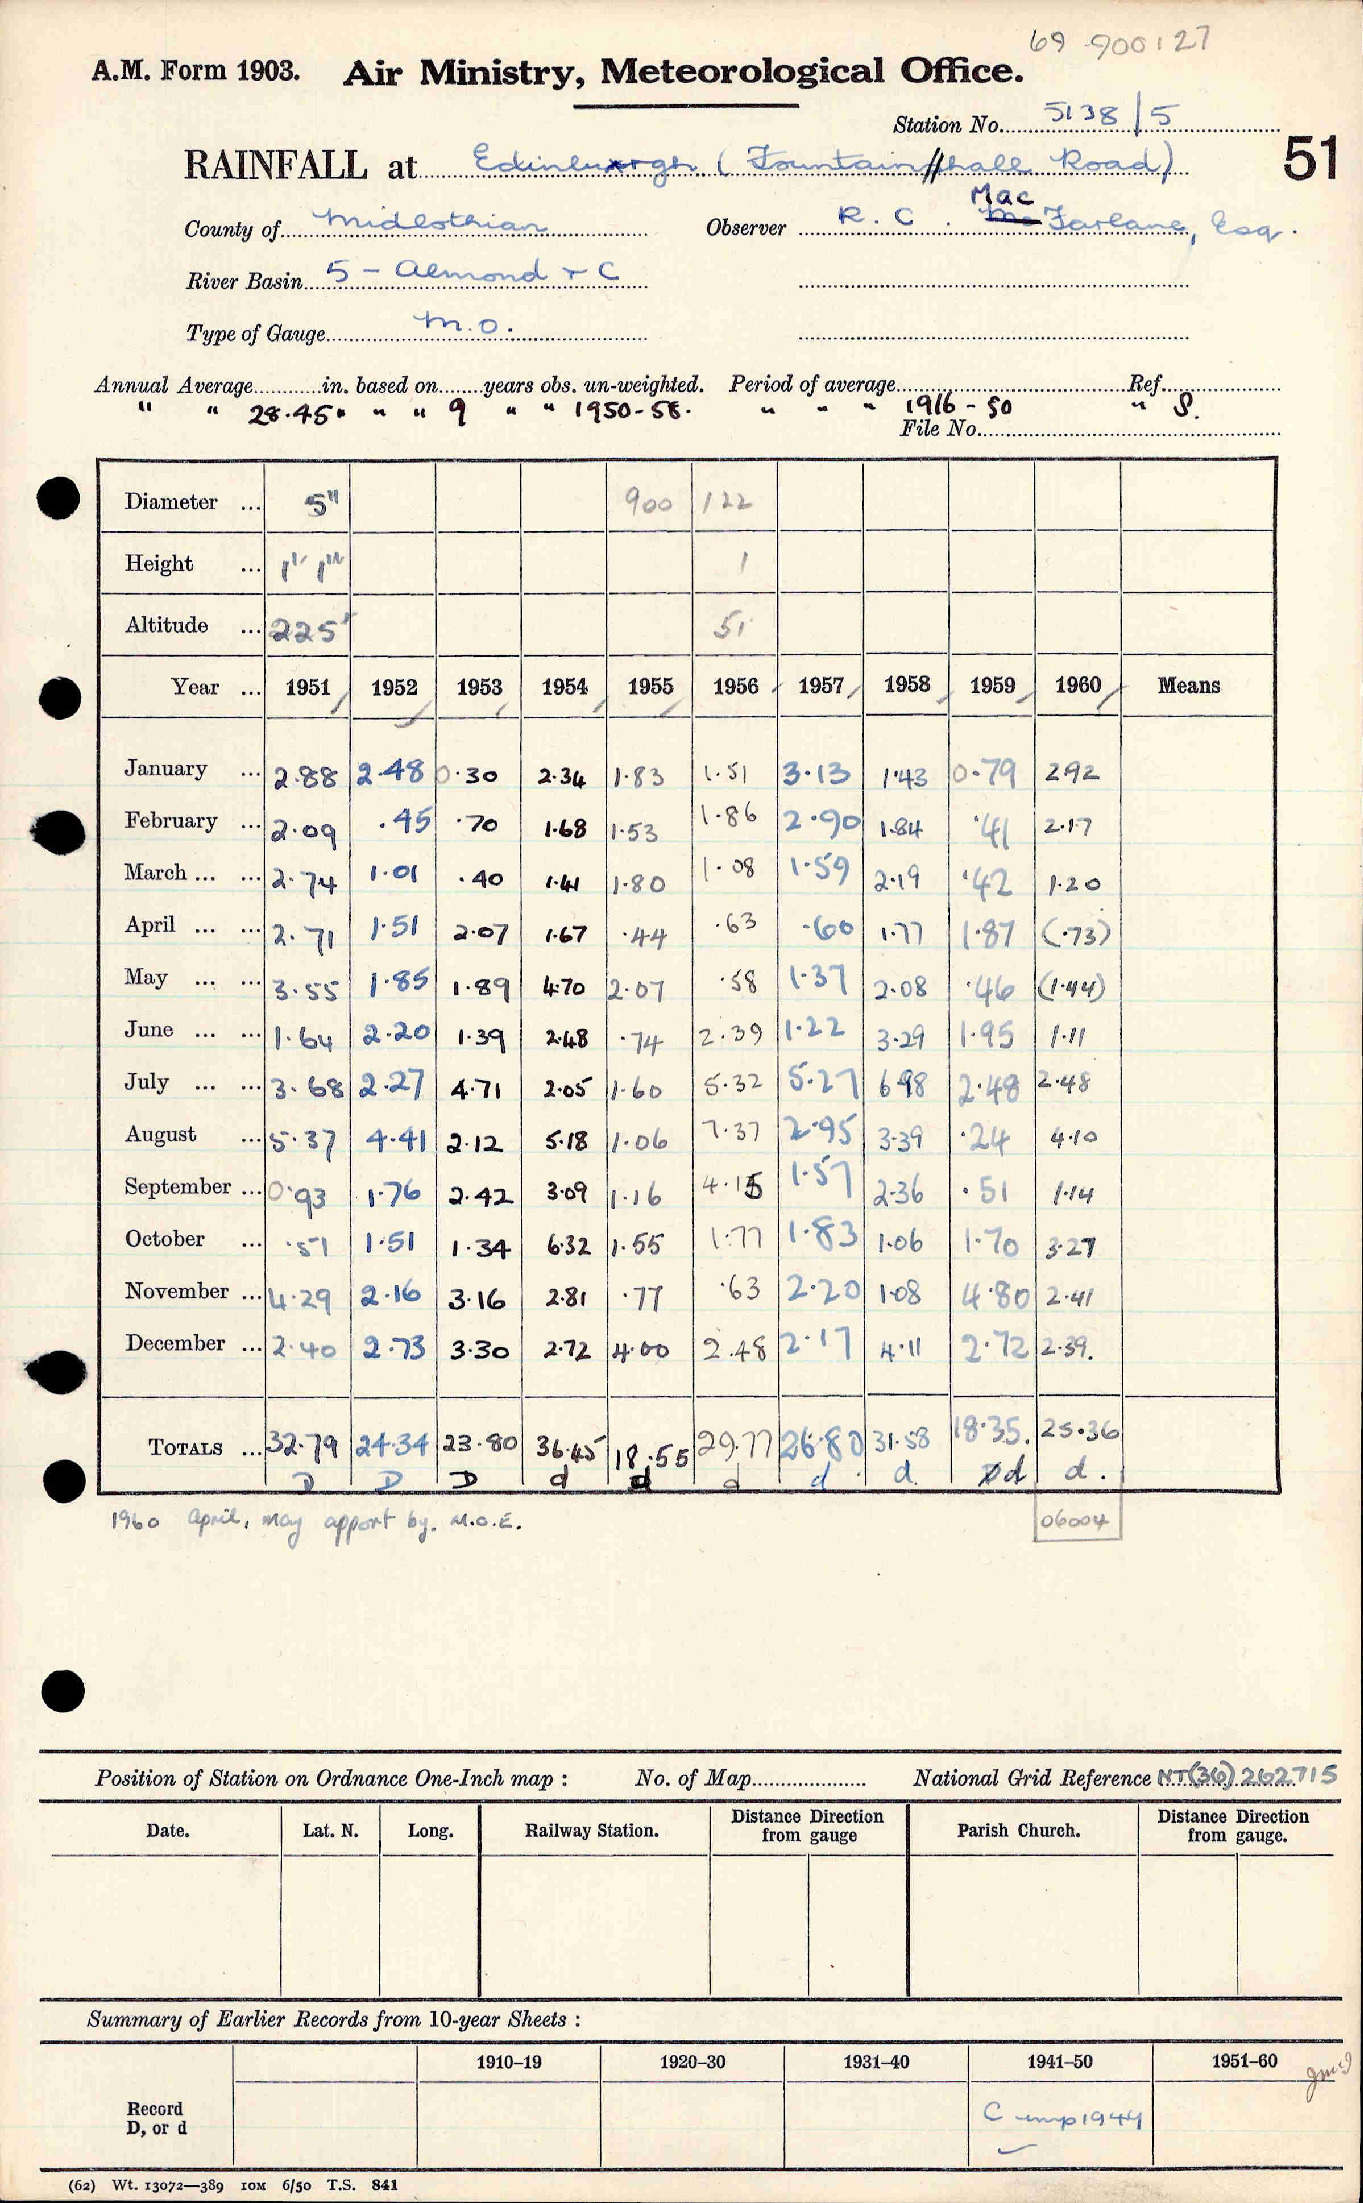 69 900127
A.M. Form 1903. Air Ministry, Meteorological Office.
Station No. 5138/5
51
RAINFALL at Edinburgh (Fountainhall Road)
County of Midlothian Observer R. C. Mac Farlane, Esq.
River Basin 5 - Almond + C
Type of Gauge M.O.
Annual Average in. based on years obs. un-weighted. Period of average Ref.
" " 28.45" " " 9 " " 1950-58. " " " 1916-50 " S.
File No.
Diameter ... 5" 900 122
Height ... 1' 1" 1
Altitude ... 225' 51
Year ... 1951 1952 1953 1954 1955 1956 1957 1958 1959 1960 Means
January ... 2.88 2.48 0.30 2.34 1.83 1.51 3.13 1.43 0.79 2.92
February ... 2.09 .45 .70 1.68 1.53 1.86 2.90 1.84 .41 2.17
March ... ... 2.74 1.01 .40 1.41 1.80 1.08 1.59 2.19 .42 1.20
April ... ... 2.71 1.51 2.07 1.67 .44 .63 .60 1.77 1.87 (.73)
May ... ... 3.55 1.85 1.89 4.70 2.07 .58 1.37 2.08 .46 (1.44)
June ... ... 1.64 2.20 1.39 2.48 .74 2.39 1.22 3.29 1.95 1.11
July ... ... 3.68 2.27 4.71 2.05 1.60 5.32 5.27 6.98 2.48 2.48
August ... 5.37 4.41 2.12 5.18 1.06 7.37 2.95 3.39 .24 4.10
September ... 0.93 1.76 2.42 3.09 1.16 4.15 1.57 2.36 .51 1.14
October ... .51 1.51 1.34 6.32 1.55 1.77 1.83 1.06 1.70 3.27
November ... 4.29 2.16 3.16 2.81 .77 .63 2.20 1.08 4.80 2.41
December ... 2.40 2.73 3.30 2.72 4.00 2.48 2.17 4.11 2.72 2.39.
TOTALS ... 32.79 24.34 23.80 36.45 18.55 29.77 26.80 31.58 18.35. 25.36
D D D d d d d d. d d.
1960 April, May apport by. M.O.E. 06004
Position of Station on Ordnance One-Inch map : No. of Map National Grid Reference NT(36) 262715
Date. Lat. N. Long. Railway Station. Distance Direction from gauge Parish Church. Distance Direction from gauge.
Summary of Earlier Records from 10-year Sheets :
1910–19 1920–30 1931–40 1941–50 1951–60
Record
D, or d C 1944
(62) Wt. 13072—389 10M 6/50 T.S. 841